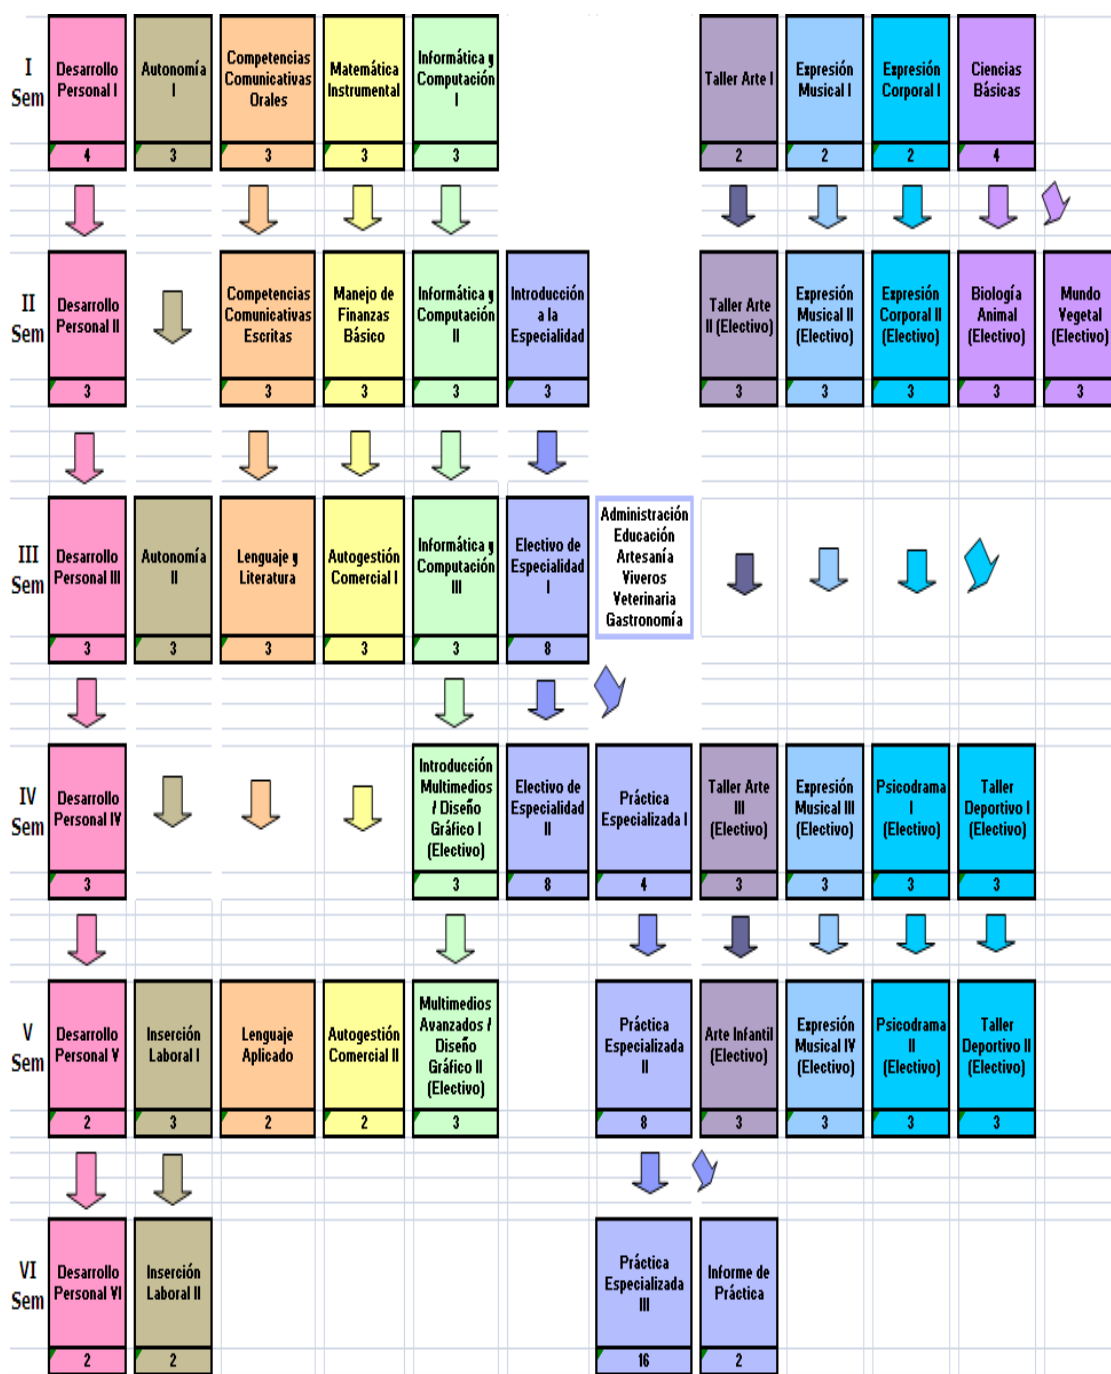 I
Sem
Desarrollo
Personal I
4
Autonomía
I
3
Competencias
Comunicativas
Orales
3
Matemática
Instrumental
3
Informática y
Computación
I
3
Taller Arte I
2
Expresión
Musical I
2
Expresión
Corporal I
2
Ciencias
Básicas
4
II
Sem
Desarrollo
Personal II
3
Competencias
Comunicativas
Escritas
3
Manejo de
Finanzas
Básico
3
Informática y
Computación
II
3
Introducción
a la
Especialidad
3
Taller Arte
II (Electivo)
3
Expresión
Musical II
(Electivo)
3
Expresión
Corporal II
(Electivo)
3
Biología
Animal
(Electivo)
3
Mundo
Vegetal
(Electivo)
3
III
Sem
Desarrollo
Personal III
3
Autonomía
II
3
Lenguaje y
Literatura
3
Autogestión
Comercial I
3
Informática y
Computación
III
3
Electivo de
Especialidad
I
8
Administración
Educación
Artesanía
Viveros
Veterinaria
Gastronomía
IV
Sem
Desarrollo
Personal IV
3
Introducción
Multimedios
/ Diseño
Gráfico I
(Electivo)
3
Electivo de
Especialidad
II
8
Práctica
Especializada I
4
Taller Arte
III
(Electivo)
3
Expresión
Musical III
(Electivo)
3
Psicodrama
I
(Electivo)
3
Taller
Deportivo I
(Electivo)
3
V
Sem
Desarrollo
Personal V
2
Inserción
Laboral I
3
Lenguaje
Aplicado
2
Autogestión
Comercial II
2
Multimedios
Avanzados /
Diseño
Gráfico II
(Electivo)
3
Práctica
Especializada
II
8
Arte Infantil
(Electivo)
3
Expresión
Musical IV
(Electivo)
3
Psicodrama
II
(Electivo)
3
Taller
Deportivo II
(Electivo)
3
VI
Sem
Desarrollo
Personal VI
2
Inserción
Laboral II
2
Práctica
Especializada
III
16
Informe de
Práctica
2